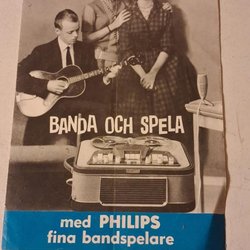 BANDA OCH SPELA
med PHILIPS
fina bandspelare